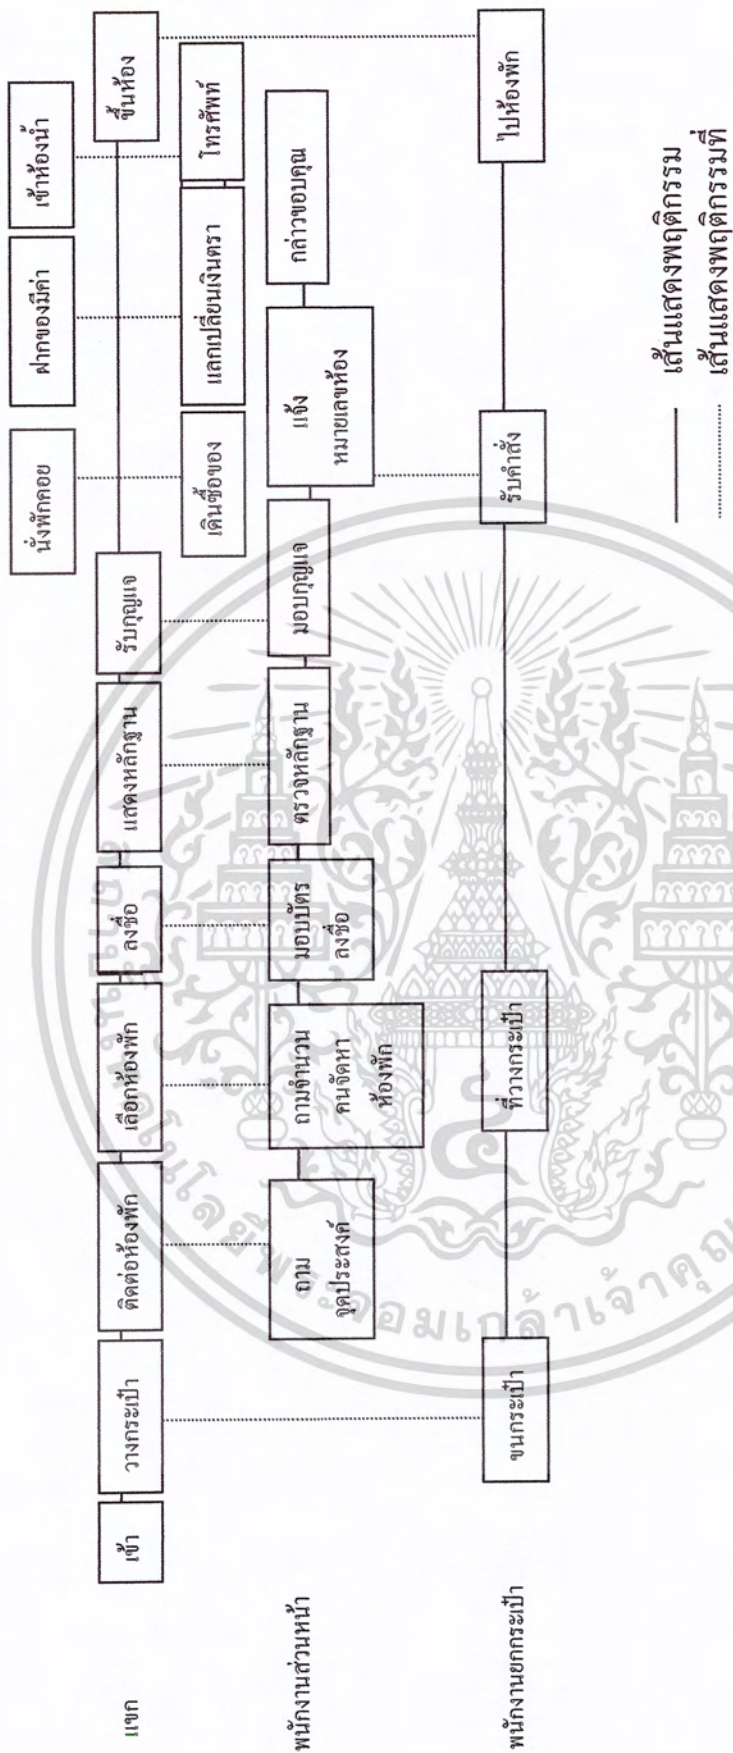 แขก
เข้า
วางกระเป๋า
ติดต่อห้องพัก
เลือกห้องพัก
ลงชื่อ
แสดงหลักฐาน
รับกุญแจ
นั่งพักคอย
ฝากของมีค่า
เข้าห้องน้ำ
ขึ้นห้อง
เดินซื้อของ
แลกเปลี่ยนเงินตรา
โทรศัพท์
พนักงานส่วนหน้า
ถาม
จุดประสงค์
ถามจำนวน
คนจัดหา
ห้องพัก
มอบบัตร
ลงชื่อ
ตรวจหลักฐาน
มอบกุญแจ
แจ้ง
หมายเลขห้อง
กล่าวขอบคุณ
พนักงานยกกระเป๋า
ขนกระเป๋า
ที่วางกระเป๋า
รับคำสั่ง
ไปห้องพัก
เส้นแสดงพฤติกรรม
เส้นแสดงพฤติกรรมที่